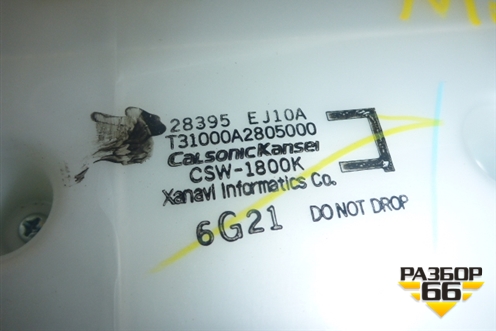 28395 EJ10A
T31000A2805000
CalsonicKansei
CSW-1800K
Xanavi Informatics Co.
6G21 DO NOT DROP
РАЗБОР
66